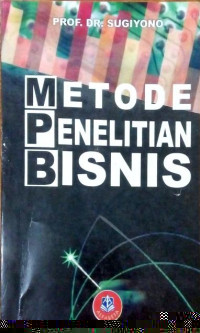 PROF. DR. SUGIYONO
METODE
PENELITIAN
BISNIS